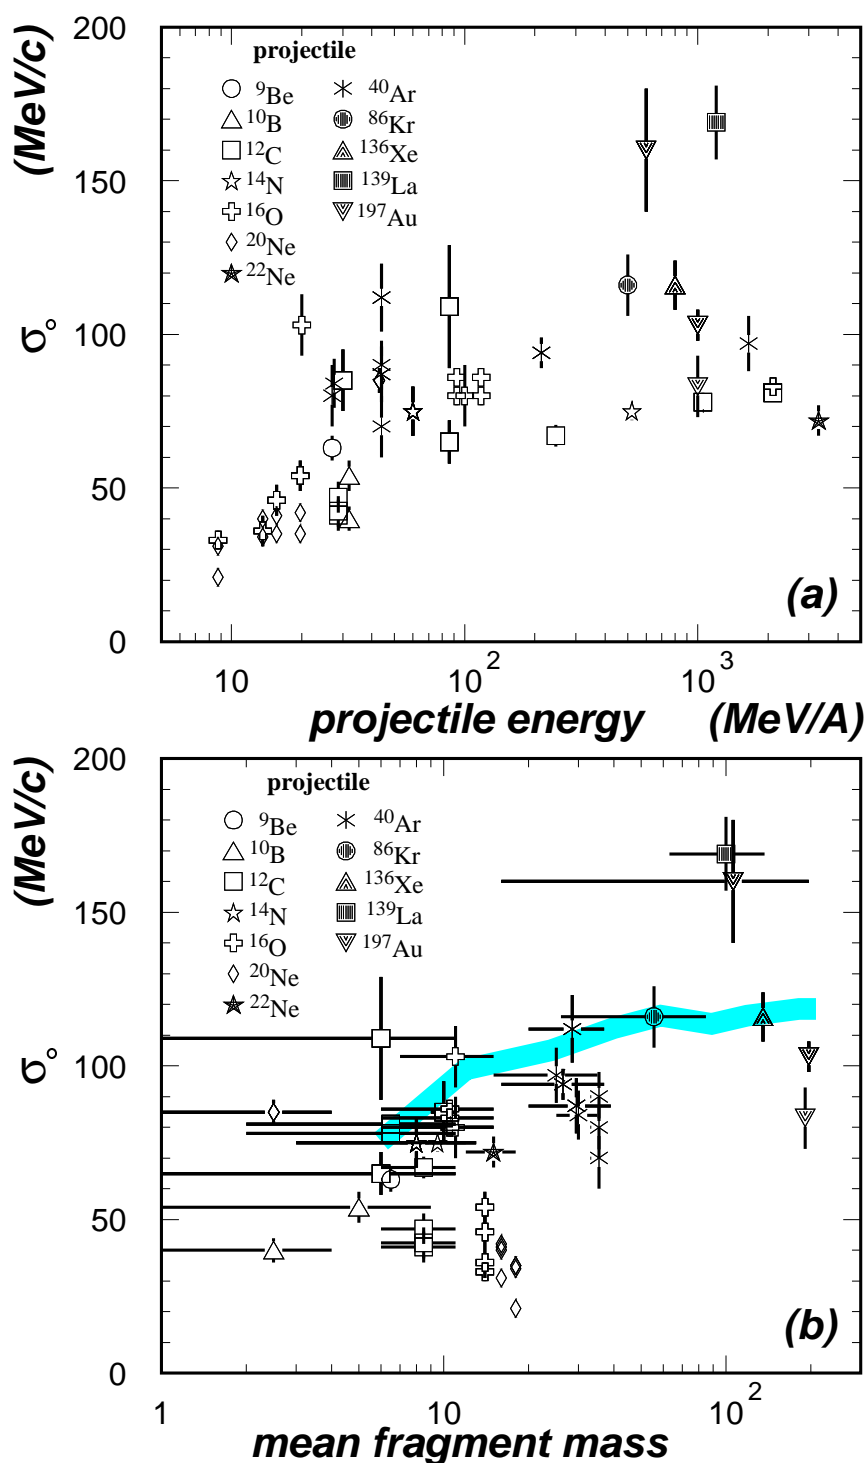 200
150
100
50
0
σ₀ (MeV/c)
projectile
⁹Be
¹⁰B
¹²C
¹⁴N
¹⁶O
²⁰Ne
²²Ne
⁴⁰Ar
⁸⁶Kr
¹³⁶Xe
¹³⁹La
¹⁹⁷Au
(a)
10
10²
10³
projectile energy (MeV/A)
200
150
100
50
0
σ₀ (MeV/c)
projectile
⁹Be
¹⁰B
¹²C
¹⁴N
¹⁶O
²⁰Ne
²²Ne
⁴⁰Ar
⁸⁶Kr
¹³⁶Xe
¹³⁹La
¹⁹⁷Au
(b)
1
10
10²
mean fragment mass